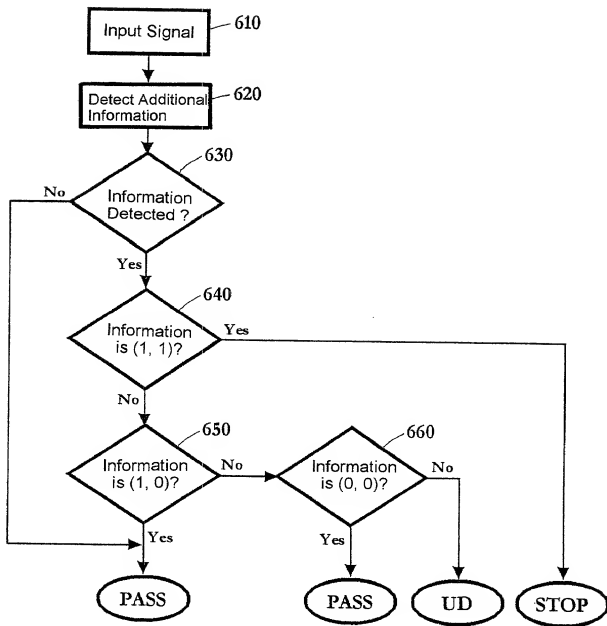 Input Signal
610
Detect Additional
Information
620
630
Information
Detected ?
No
Yes
640
Information
is (1, 1)?
Yes
No
650
Information
is (1, 0)?
No
660
Information
is (0, 0)?
No
Yes
Yes
PASS
PASS
UD
STOP